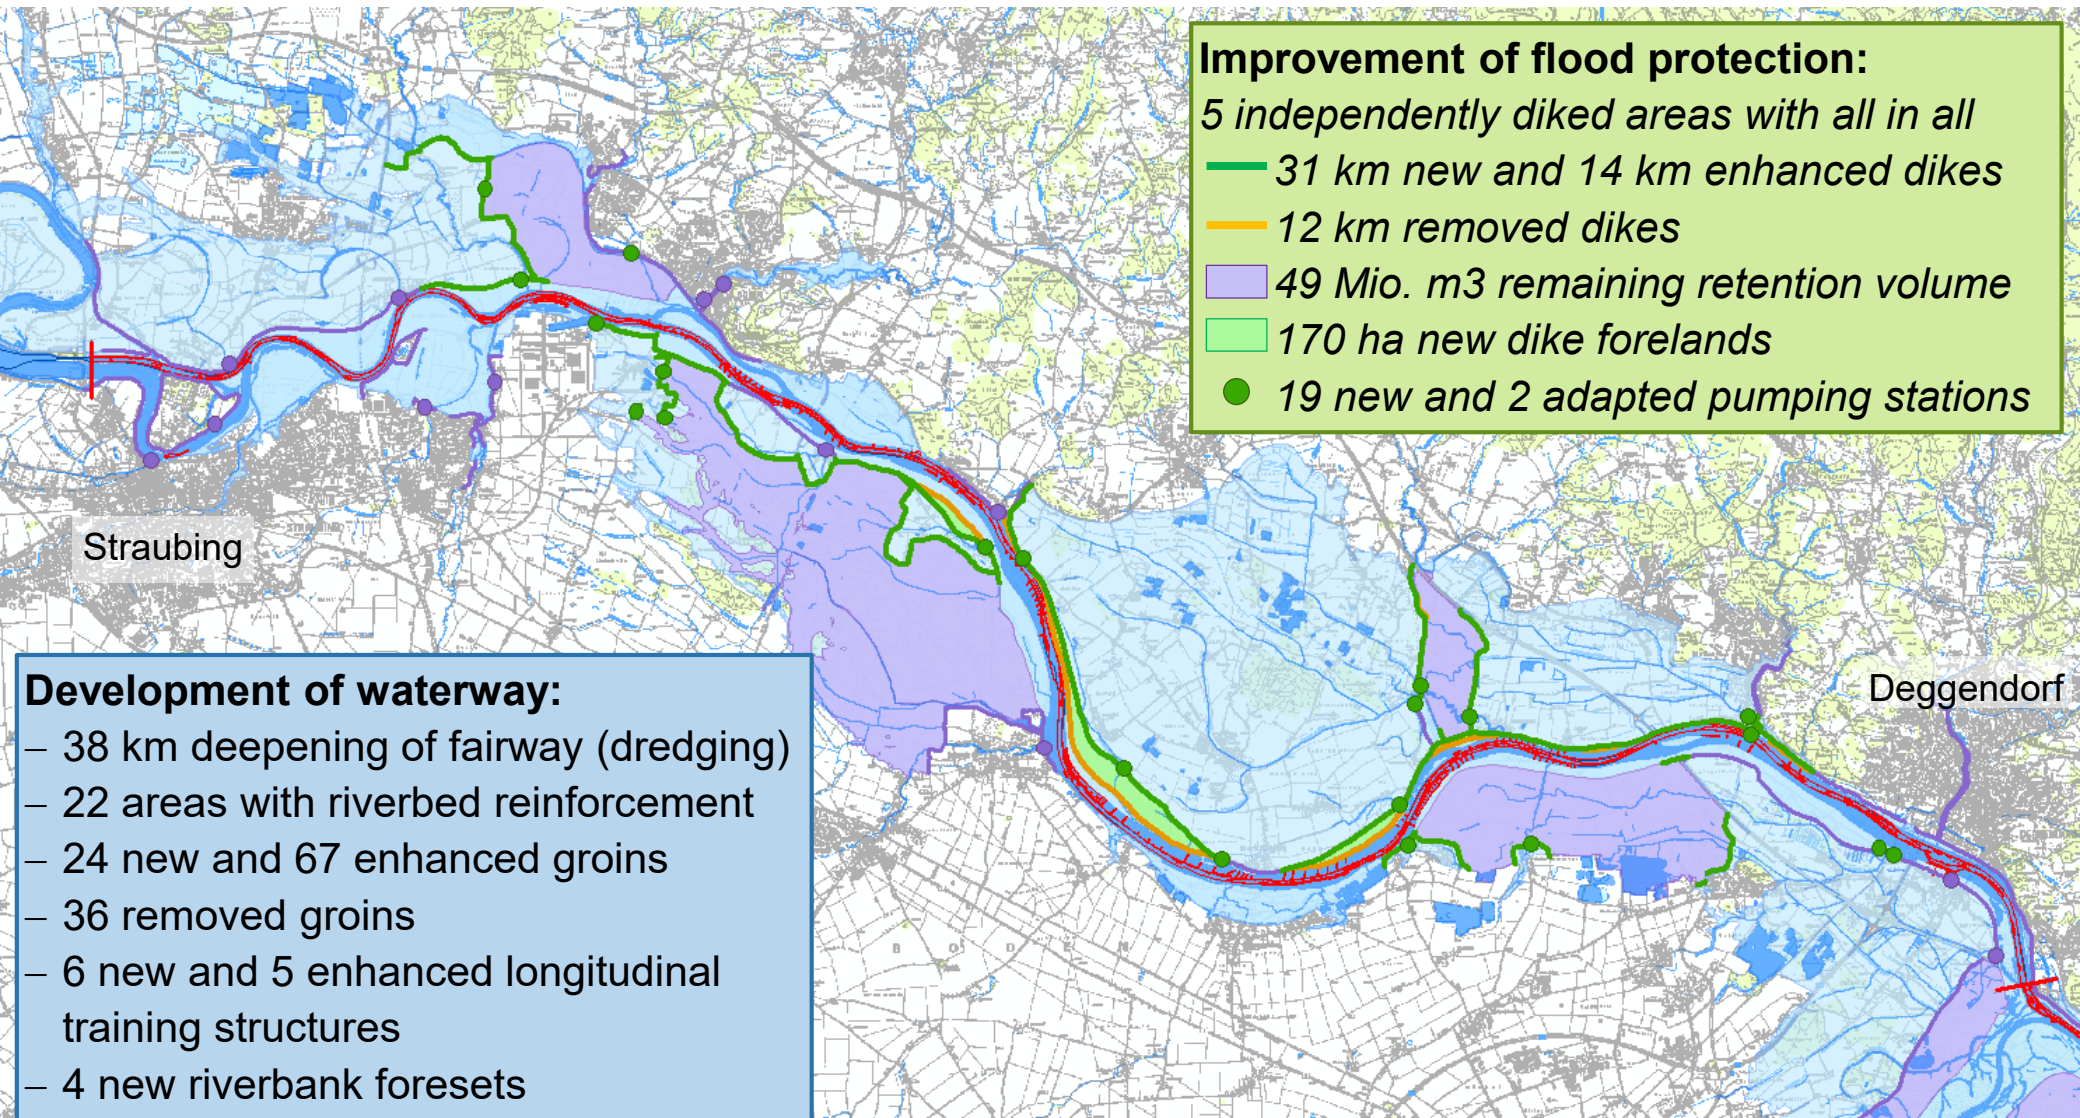 Improvement of flood protection:
5 independently diked areas with all in all
31 km new and 14 km enhanced dikes
12 km removed dikes
49 Mio. m3 remaining retention volume
170 ha new dike forelands
19 new and 2 adapted pumping stations
Straubing
Deggendorf
Development of waterway:
– 38 km deepening of fairway (dredging)
– 22 areas with riverbed reinforcement
– 24 new and 67 enhanced groins
– 36 removed groins
– 6 new and 5 enhanced longitudinal
training structures
– 4 new riverbank foresets
B O D E N